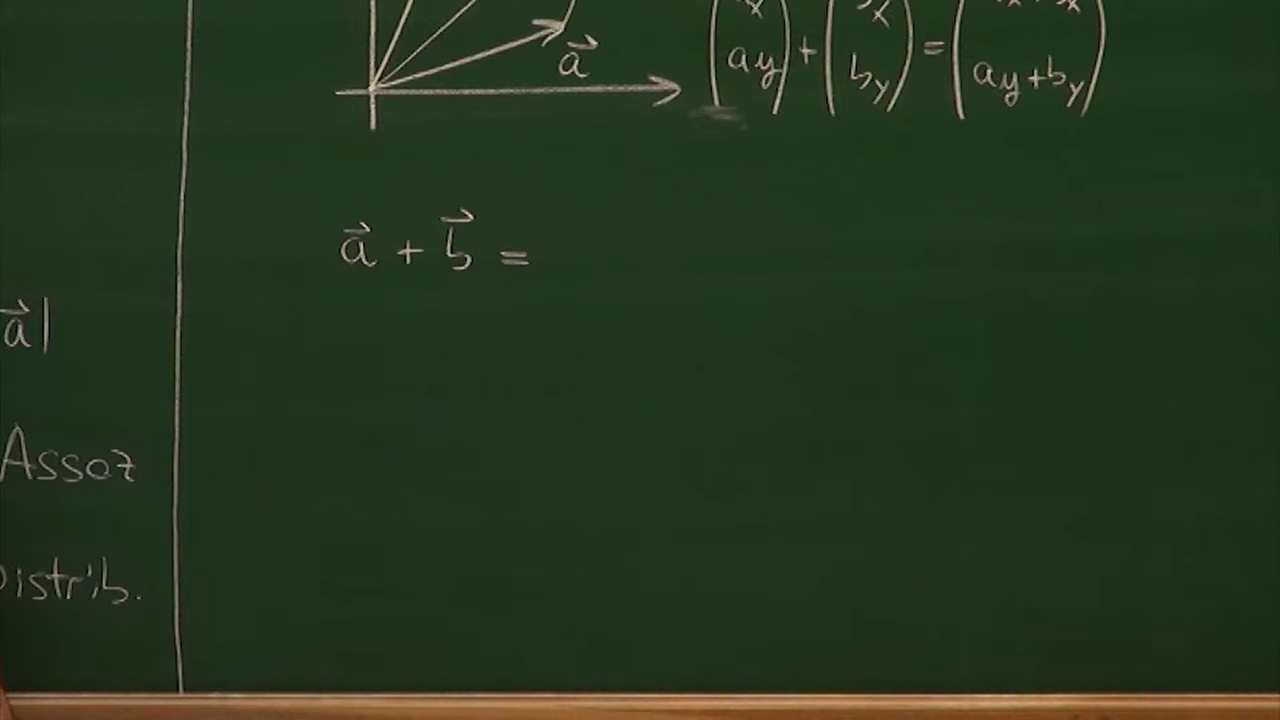 a⃗
(ay) + (by) = (ay+by)
a⃗ + b⃗ =
a⃗|
Assoz
Distrib.